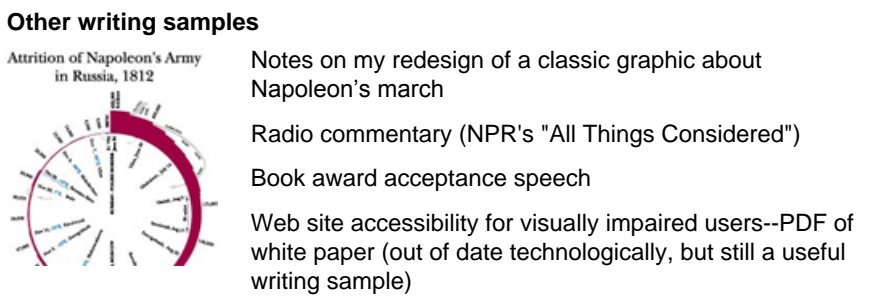 Other writing samples
Attrition of Napoleon's Army
in Russia, 1812
Notes on my redesign of a classic graphic about
Napoleon's march
Radio commentary (NPR's "All Things Considered")
Book award acceptance speech
Web site accessibility for visually impaired users--PDF of
white paper (out of date technologically, but still a useful
writing sample)